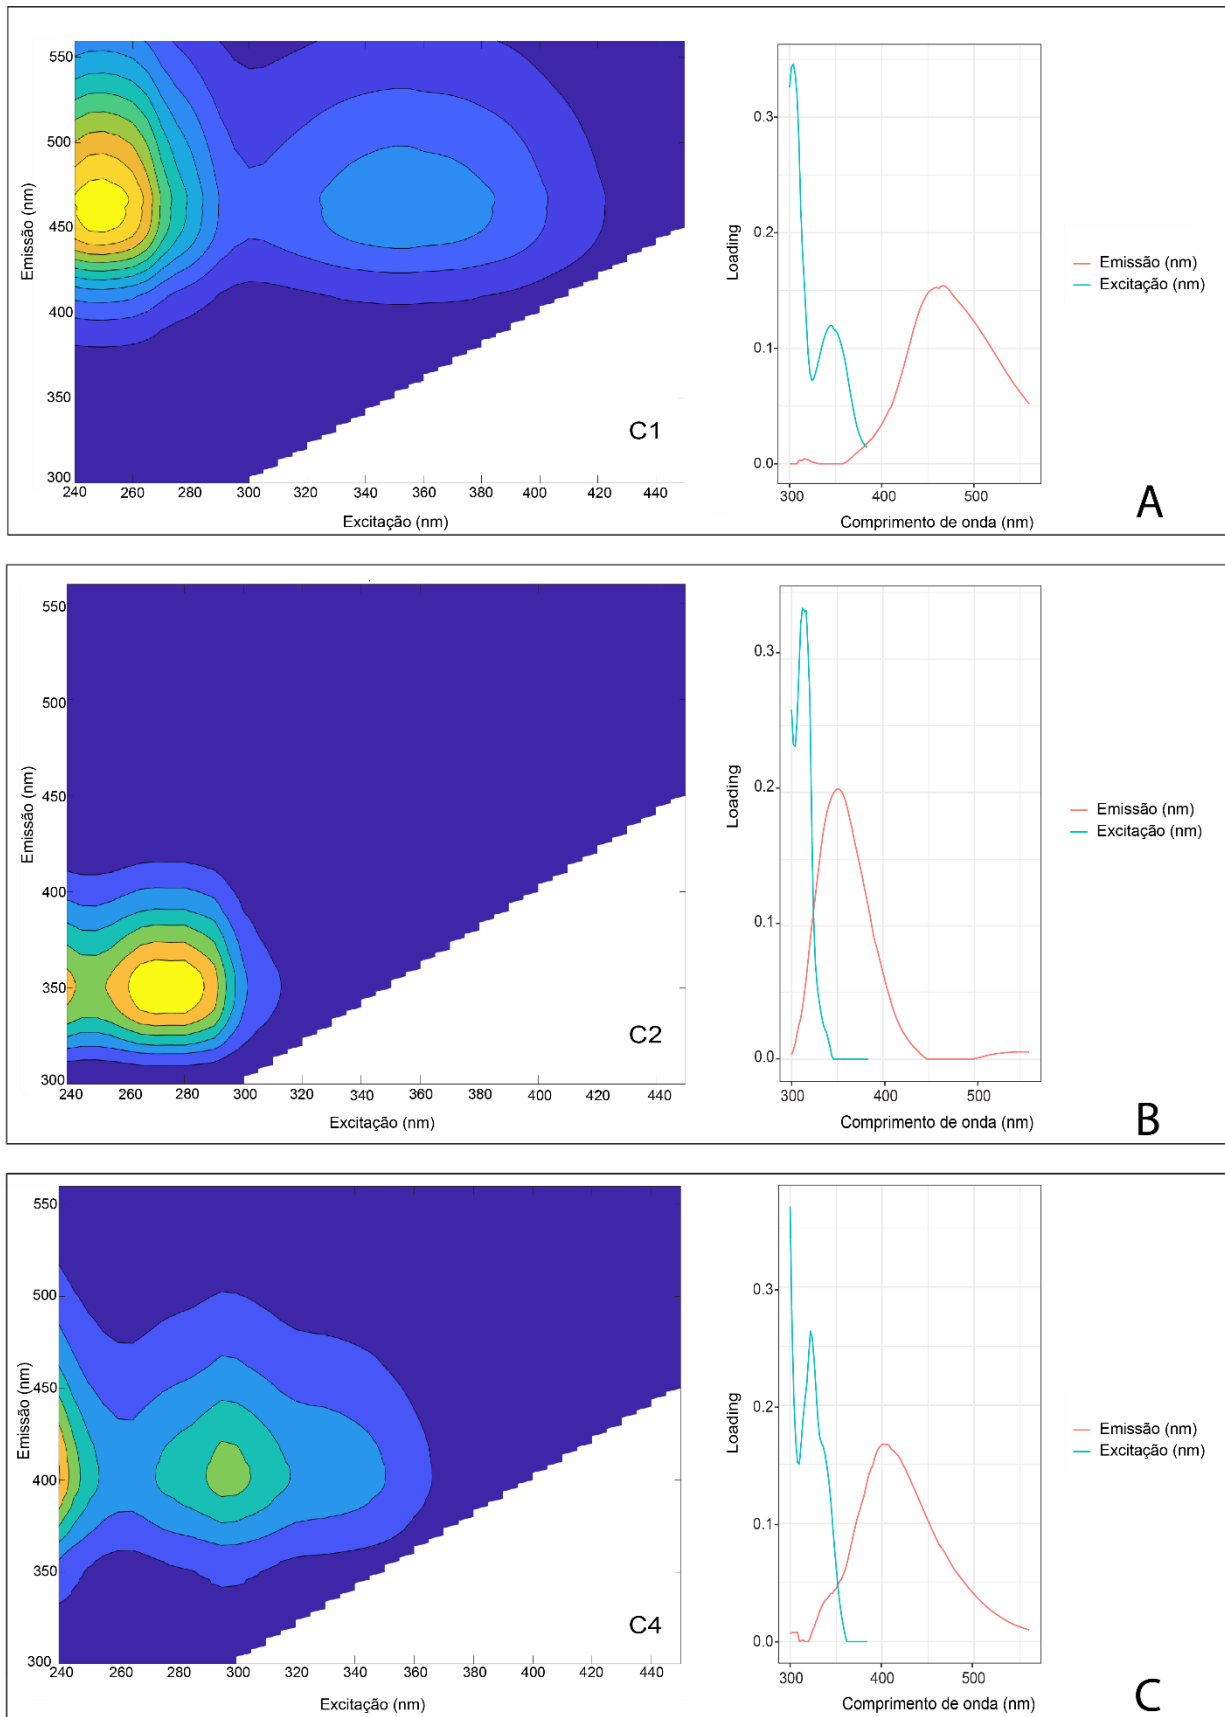 550
500
450
400
350
300
Emissão (nm)
240 260 280 300 320 340 360 380 400 420 440
Excitação (nm)
C1
0.3
0.2
0.1
0.0
Loading
300 400 500
Comprimento de onda (nm)
Emissão (nm)
Excitação (nm)
A
550
500
450
400
350
300
Emissão (nm)
240 260 280 300 320 340 360 380 400 420 440
Excitação (nm)
C2
0.3
0.2
0.1
0.0
Loading
300 400 500
Comprimento de onda (nm)
Emissão (nm)
Excitação (nm)
B
550
500
450
400
350
300
Emissão (nm)
240 260 280 300 320 340 360 380 400 420 440
Excitação (nm)
C4
0.3
0.2
0.1
0.0
Loading
300 400 500
Comprimento de onda (nm)
Emissão (nm)
Excitação (nm)
C